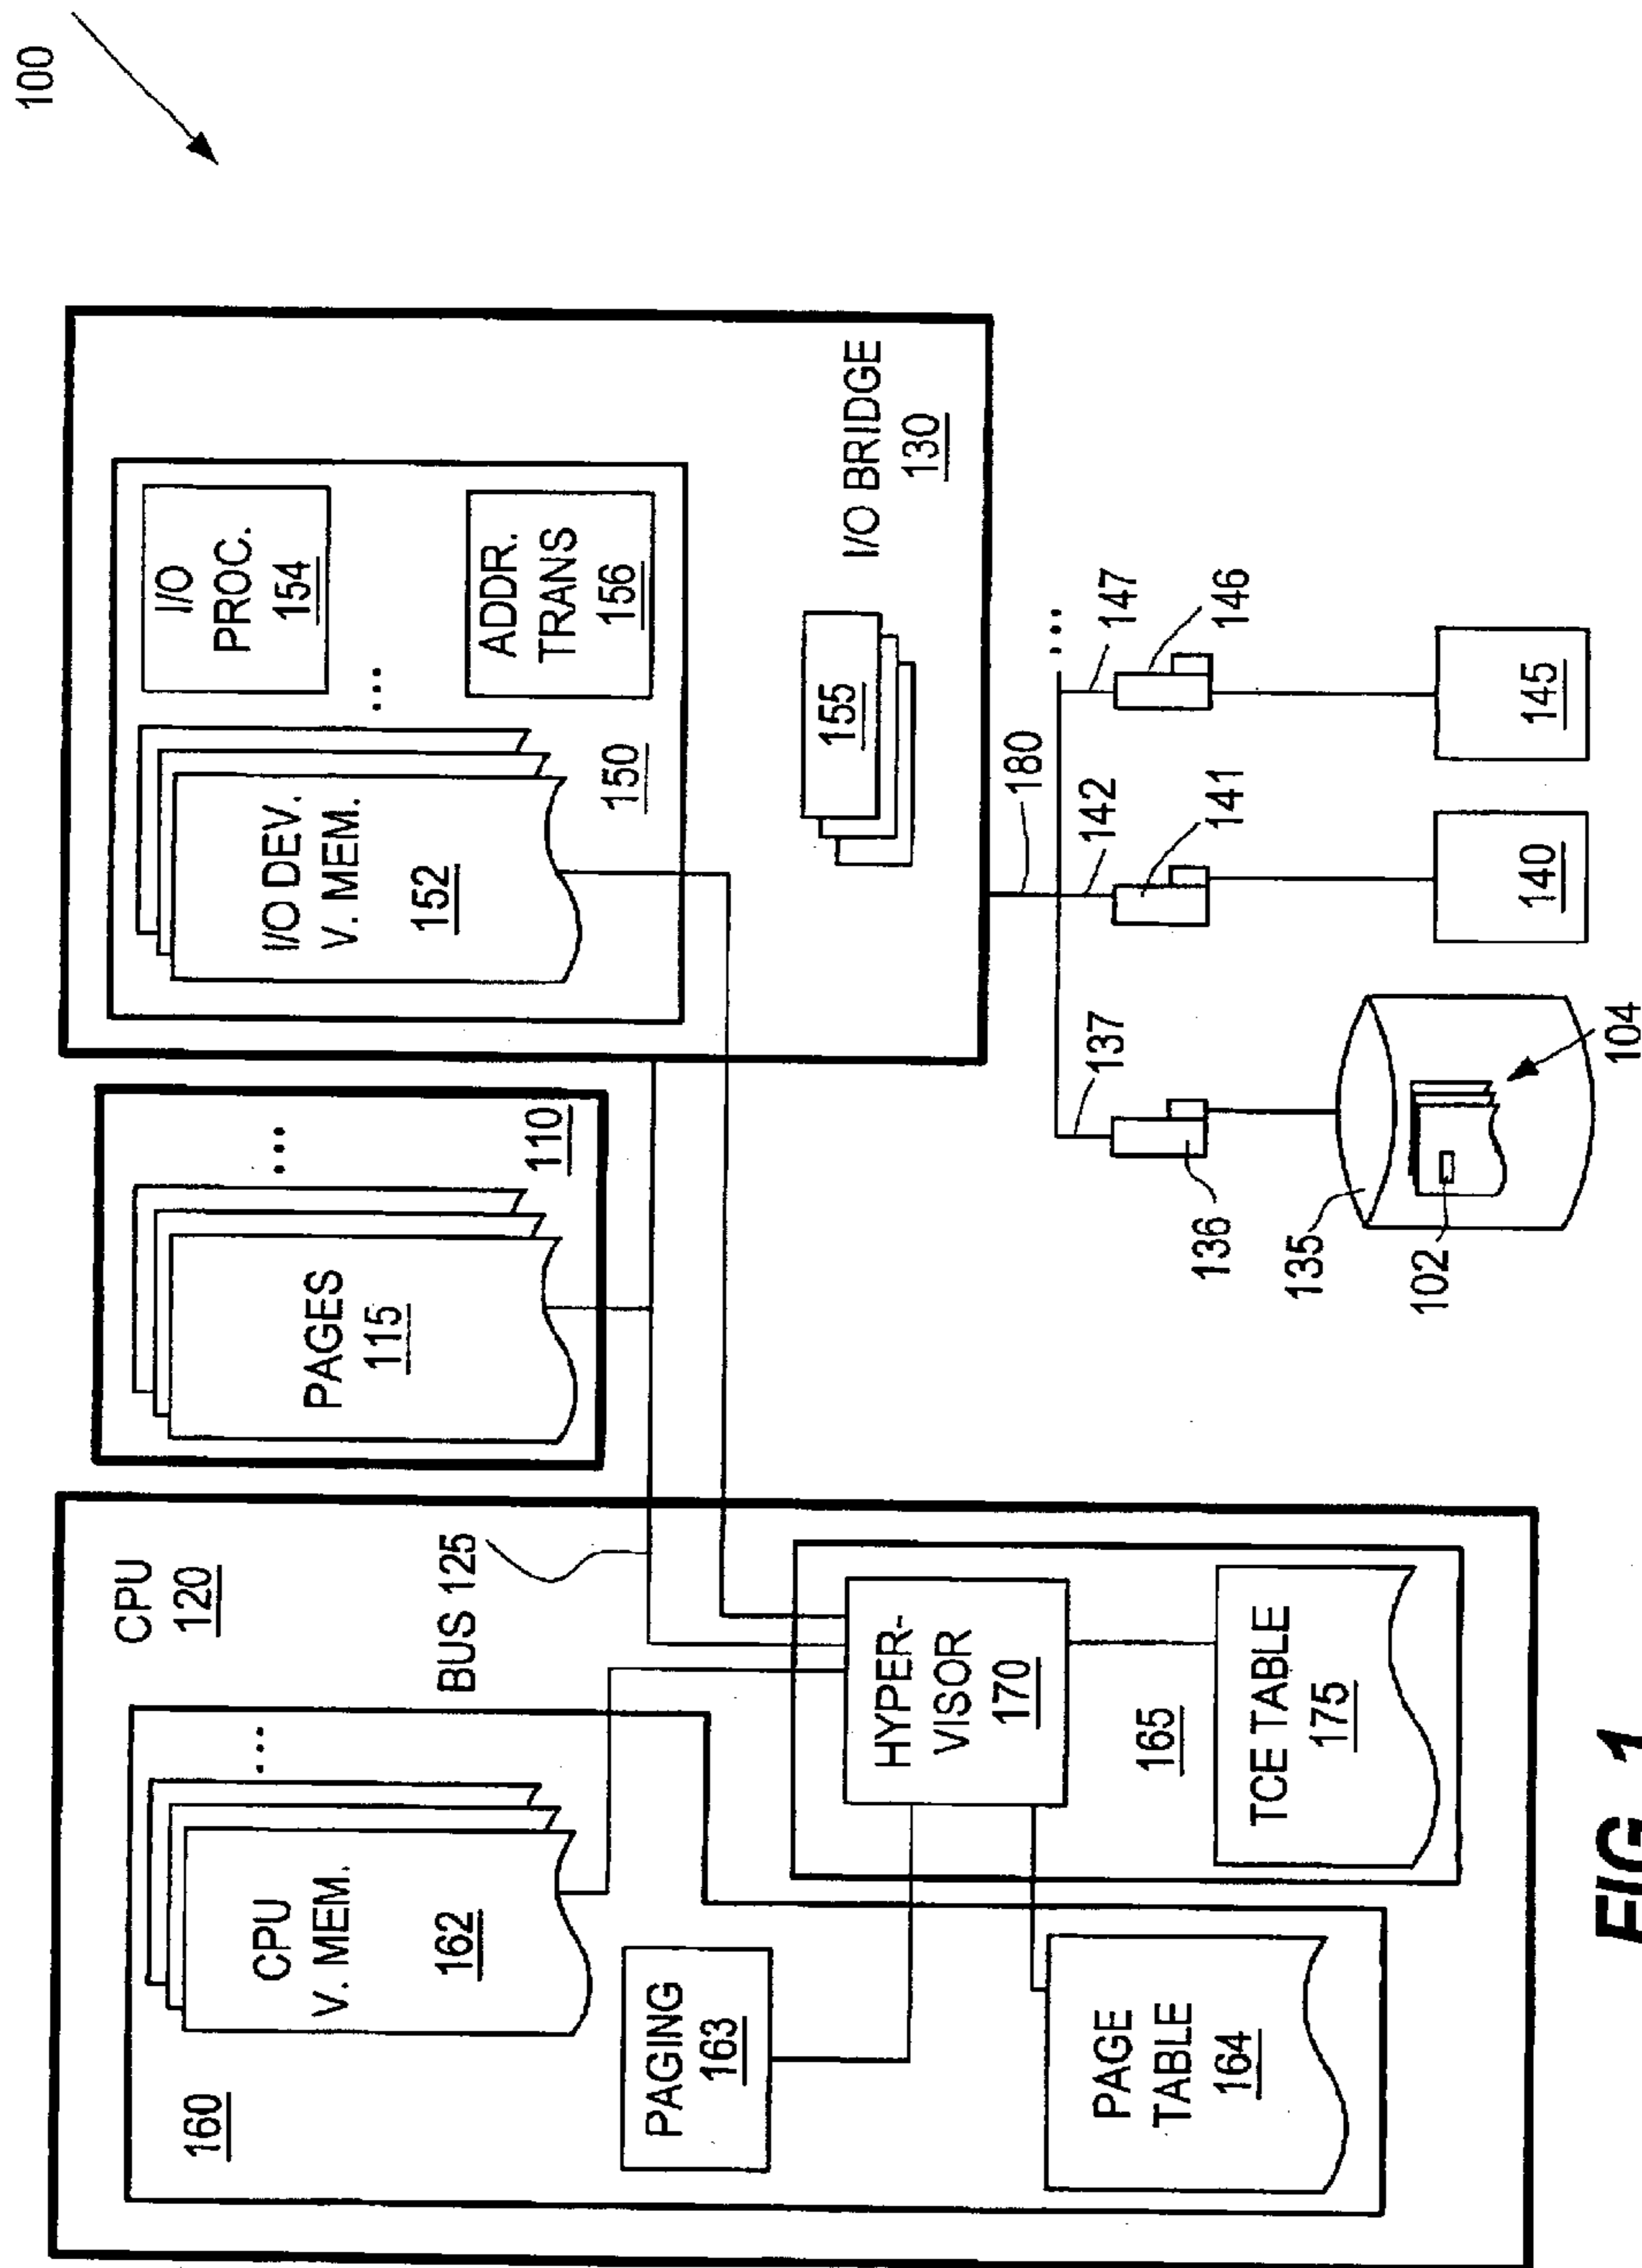 100
CPU
120
160
CPU
V. MEM.
162
...
PAGING
163
PAGE
TABLE
164
BUS 125
HYPER-
VISOR
170
165
TCE TABLE
175
PAGES
115
...
110
I/O DEV.
V. MEM.
152
...
I/O
PROC.
154
ADDR.
TRANS
156
150
155
I/O BRIDGE
130
180
...
137
142
147
136
141
146
135
102
104
140
145
FIG. 1